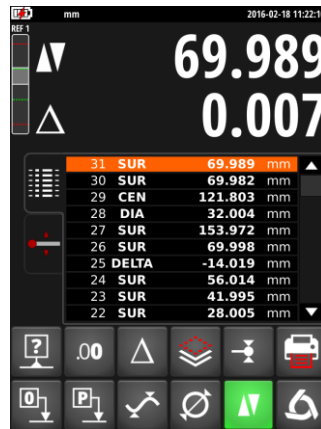 mm 2016-02-18 11:22:1
REF 1
69.989
Δ 0.007
31 SUR 69.989 mm
30 SUR 69.982 mm
29 CEN 121.803 mm
28 DIA 32.004 mm
27 SUR 153.972 mm
26 SUR 69.998 mm
25 DELTA -14.019 mm
24 SUR 56.014 mm
23 SUR 41.995 mm
22 SUR 28.005 mm
? .00 Δ
0 P Ø